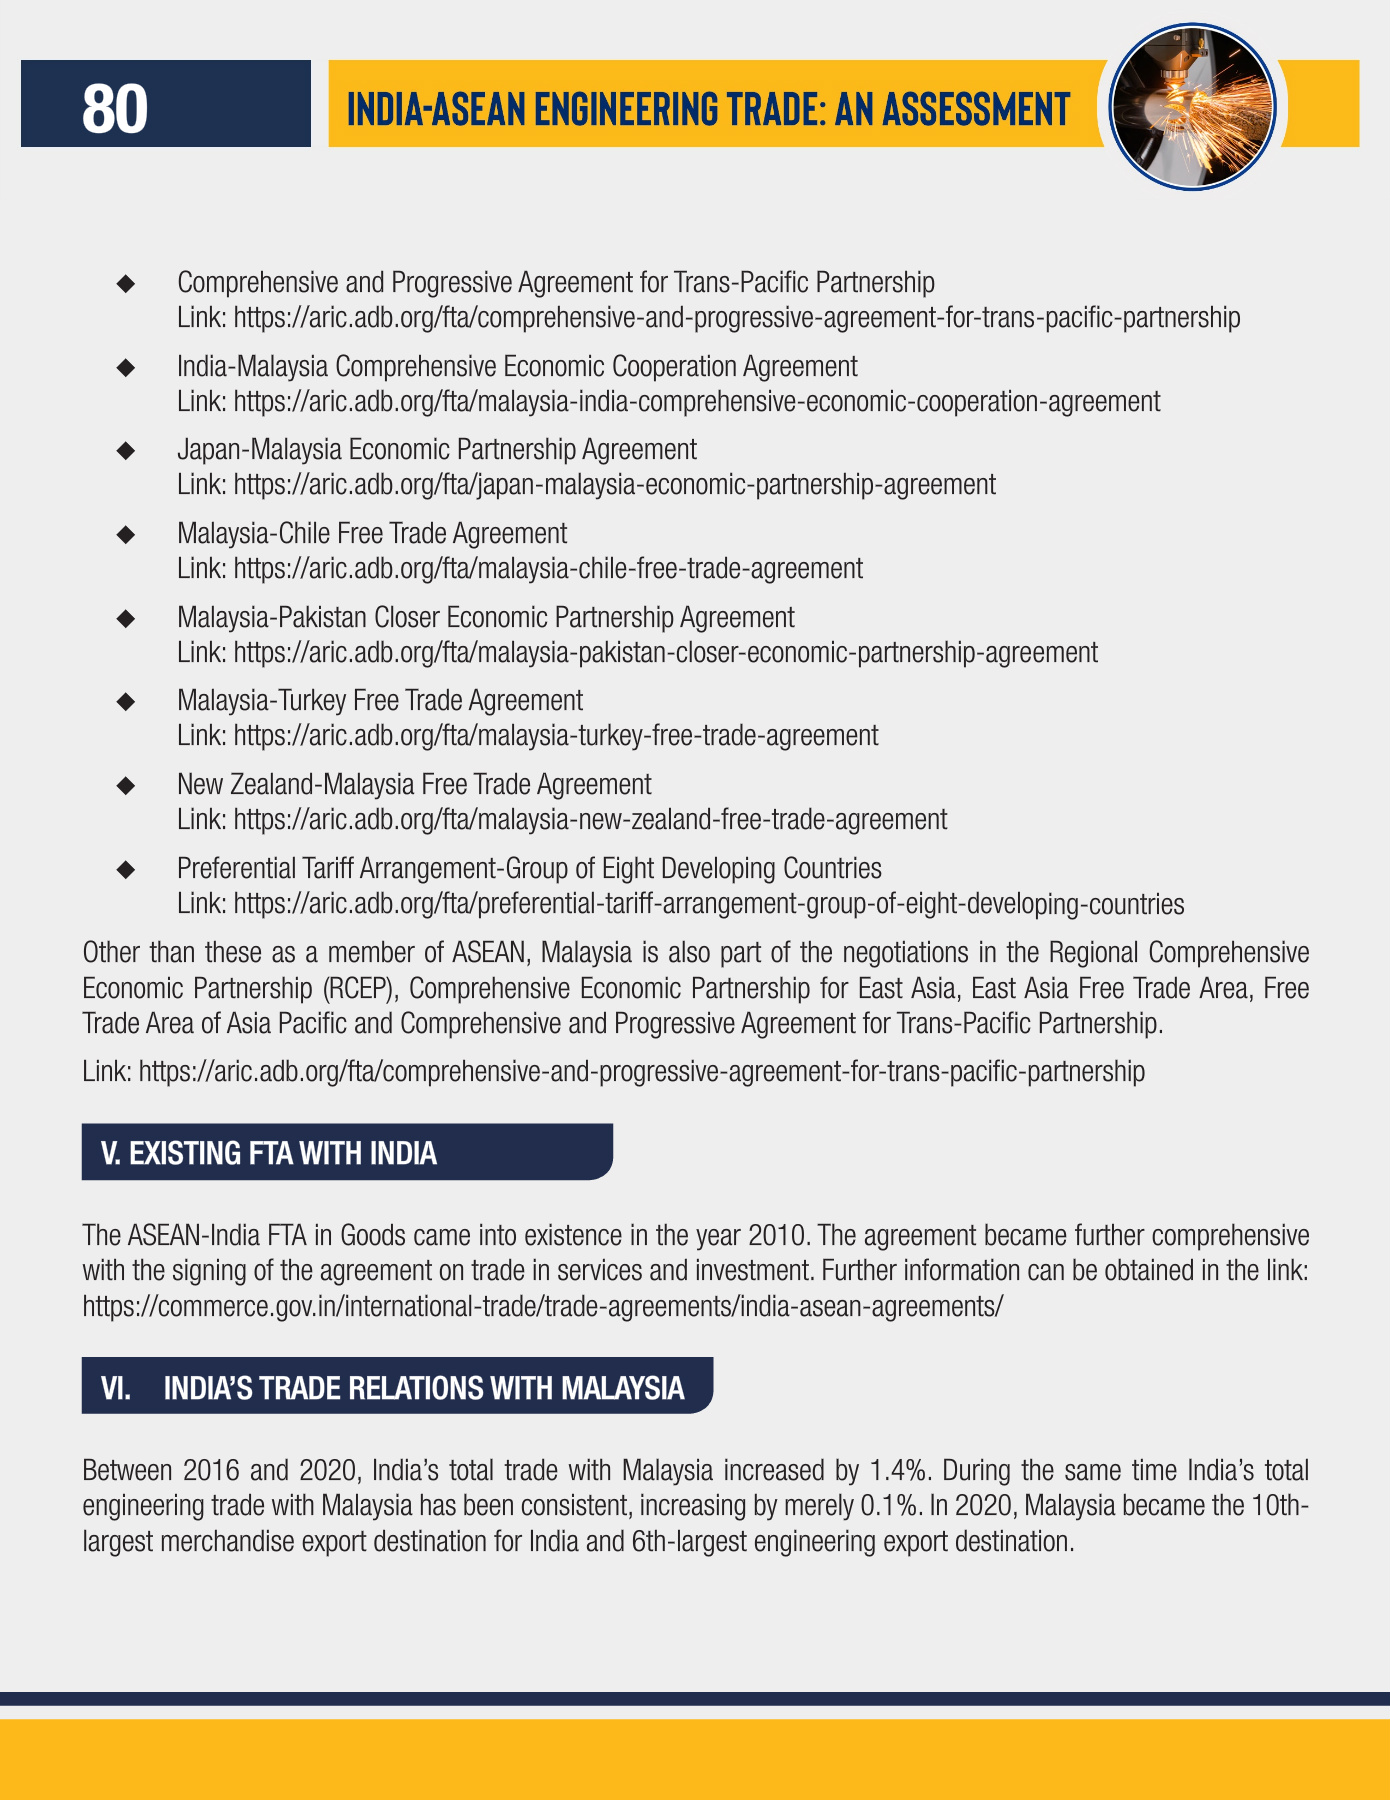 80
INDIA-ASEAN ENGINEERING TRADE: AN ASSESSMENT
◆ Comprehensive and Progressive Agreement for Trans-Pacific Partnership
Link: https://aric.adb.org/fta/comprehensive-and-progressive-agreement-for-trans-pacific-partnership
◆ India-Malaysia Comprehensive Economic Cooperation Agreement
Link: https://aric.adb.org/fta/malaysia-india-comprehensive-economic-cooperation-agreement
◆ Japan-Malaysia Economic Partnership Agreement
Link: https://aric.adb.org/fta/japan-malaysia-economic-partnership-agreement
◆ Malaysia-Chile Free Trade Agreement
Link: https://aric.adb.org/fta/malaysia-chile-free-trade-agreement
◆ Malaysia-Pakistan Closer Economic Partnership Agreement
Link: https://aric.adb.org/fta/malaysia-pakistan-closer-economic-partnership-agreement
◆ Malaysia-Turkey Free Trade Agreement
Link: https://aric.adb.org/fta/malaysia-turkey-free-trade-agreement
◆ New Zealand-Malaysia Free Trade Agreement
Link: https://aric.adb.org/fta/malaysia-new-zealand-free-trade-agreement
◆ Preferential Tariff Arrangement-Group of Eight Developing Countries
Link: https://aric.adb.org/fta/preferential-tariff-arrangement-group-of-eight-developing-countries
Other than these as a member of ASEAN, Malaysia is also part of the negotiations in the Regional Comprehensive
Economic Partnership (RCEP), Comprehensive Economic Partnership for East Asia, East Asia Free Trade Area, Free
Trade Area of Asia Pacific and Comprehensive and Progressive Agreement for Trans-Pacific Partnership.
Link: https://aric.adb.org/fta/comprehensive-and-progressive-agreement-for-trans-pacific-partnership
V. EXISTING FTA WITH INDIA
The ASEAN-India FTA in Goods came into existence in the year 2010. The agreement became further comprehensive
with the signing of the agreement on trade in services and investment. Further information can be obtained in the link:
https://commerce.gov.in/international-trade/trade-agreements/india-asean-agreements/
VI. INDIA'S TRADE RELATIONS WITH MALAYSIA
Between 2016 and 2020, India's total trade with Malaysia increased by 1.4%. During the same time India's total
engineering trade with Malaysia has been consistent, increasing by merely 0.1%. In 2020, Malaysia became the 10th-
largest merchandise export destination for India and 6th-largest engineering export destination.